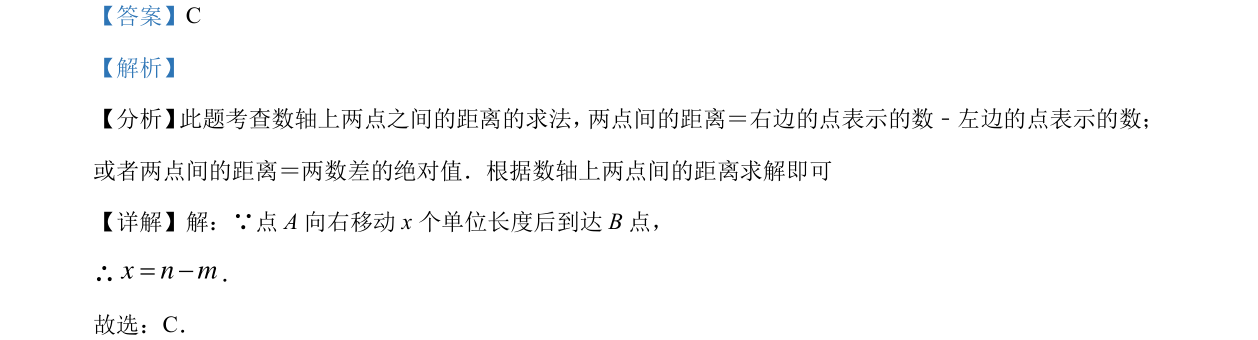 【答案】C
【解析】
【分析】此题考查数轴上两点之间的距离的求法,两点间的距离=右边的点表示的数﹣左边的点表示的数;
或者两点间的距离=两数差的绝对值.根据数轴上两点间的距离求解即可
【详解】解:∵点 A 向右移动 x 个单位长度后到达 B 点,
∴ x = n − m .
故选:C.